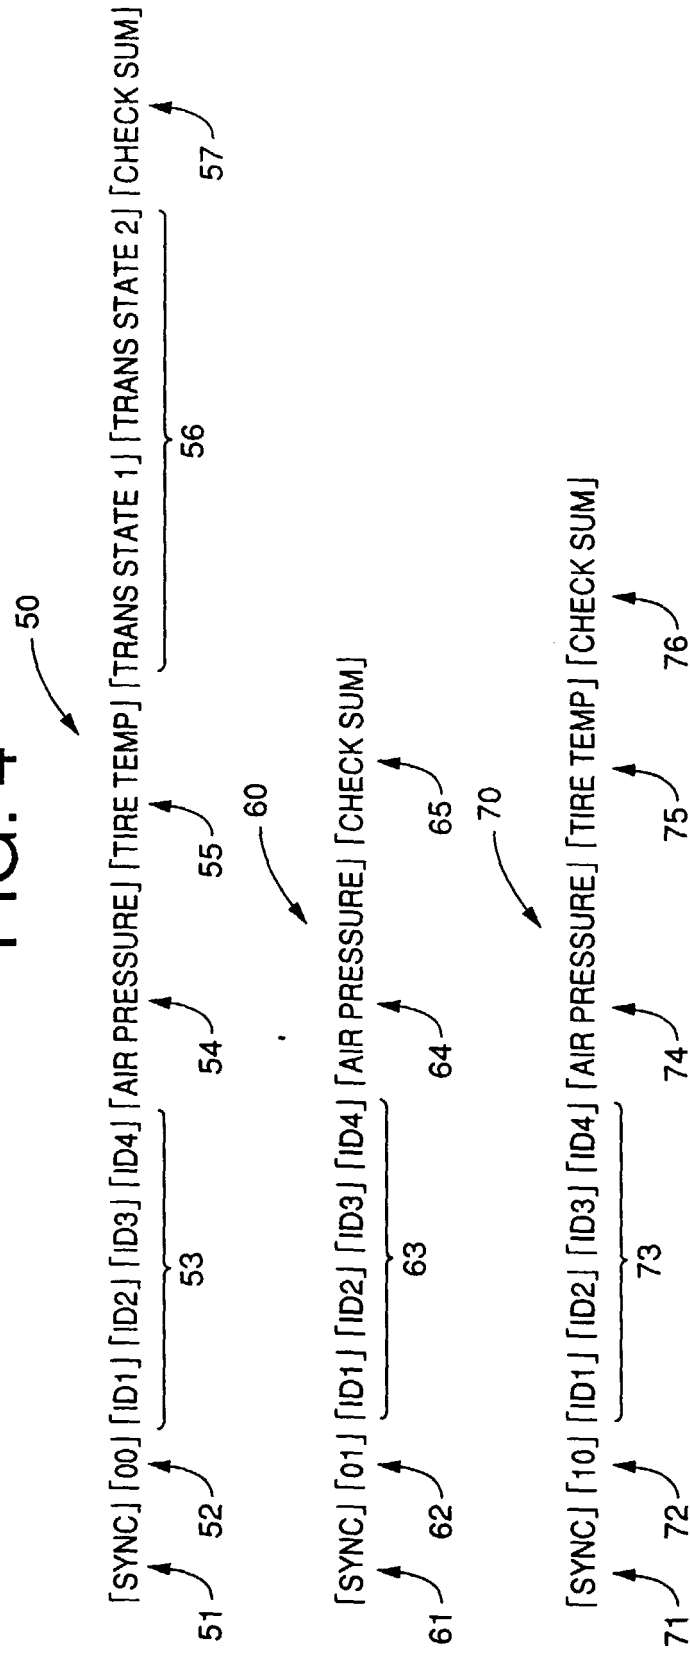 FIG. 4
50
⌈SYNC⌋ ⌈00⌋ ⌈ID1⌋ ⌈ID2⌋ ⌈ID3⌋ ⌈ID4⌋ ⌈AIR PRESSURE⌋ ⌈TIRE TEMP⌋ ⌈TRANS STATE 1⌋ ⌈TRANS STATE 2⌋ ⌈CHECK SUM⌋
51 52 53 54 55 56 57
60
⌈SYNC⌋ ⌈01⌋ ⌈ID1⌋ ⌈ID2⌋ ⌈ID3⌋ ⌈ID4⌋ ⌈AIR PRESSURE⌋ ⌈CHECK SUM⌋
61 62 63 64 65
70
⌈SYNC⌋ ⌈10⌋ ⌈ID1⌋ ⌈ID2⌋ ⌈ID3⌋ ⌈ID4⌋ ⌈AIR PRESSURE⌋ ⌈TIRE TEMP⌋ ⌈CHECK SUM⌋
71 72 73 74 75 76